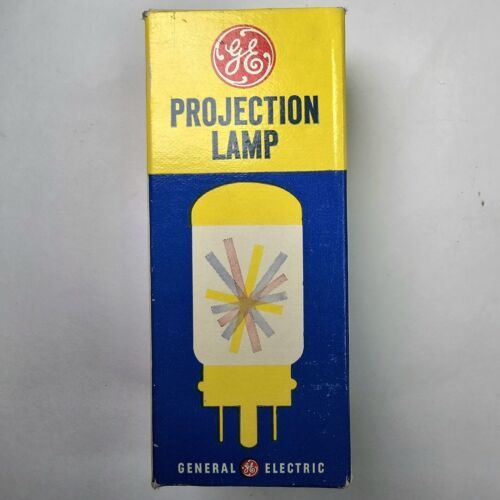 GE
PROJECTION
LAMP
GENERAL GE ELECTRIC